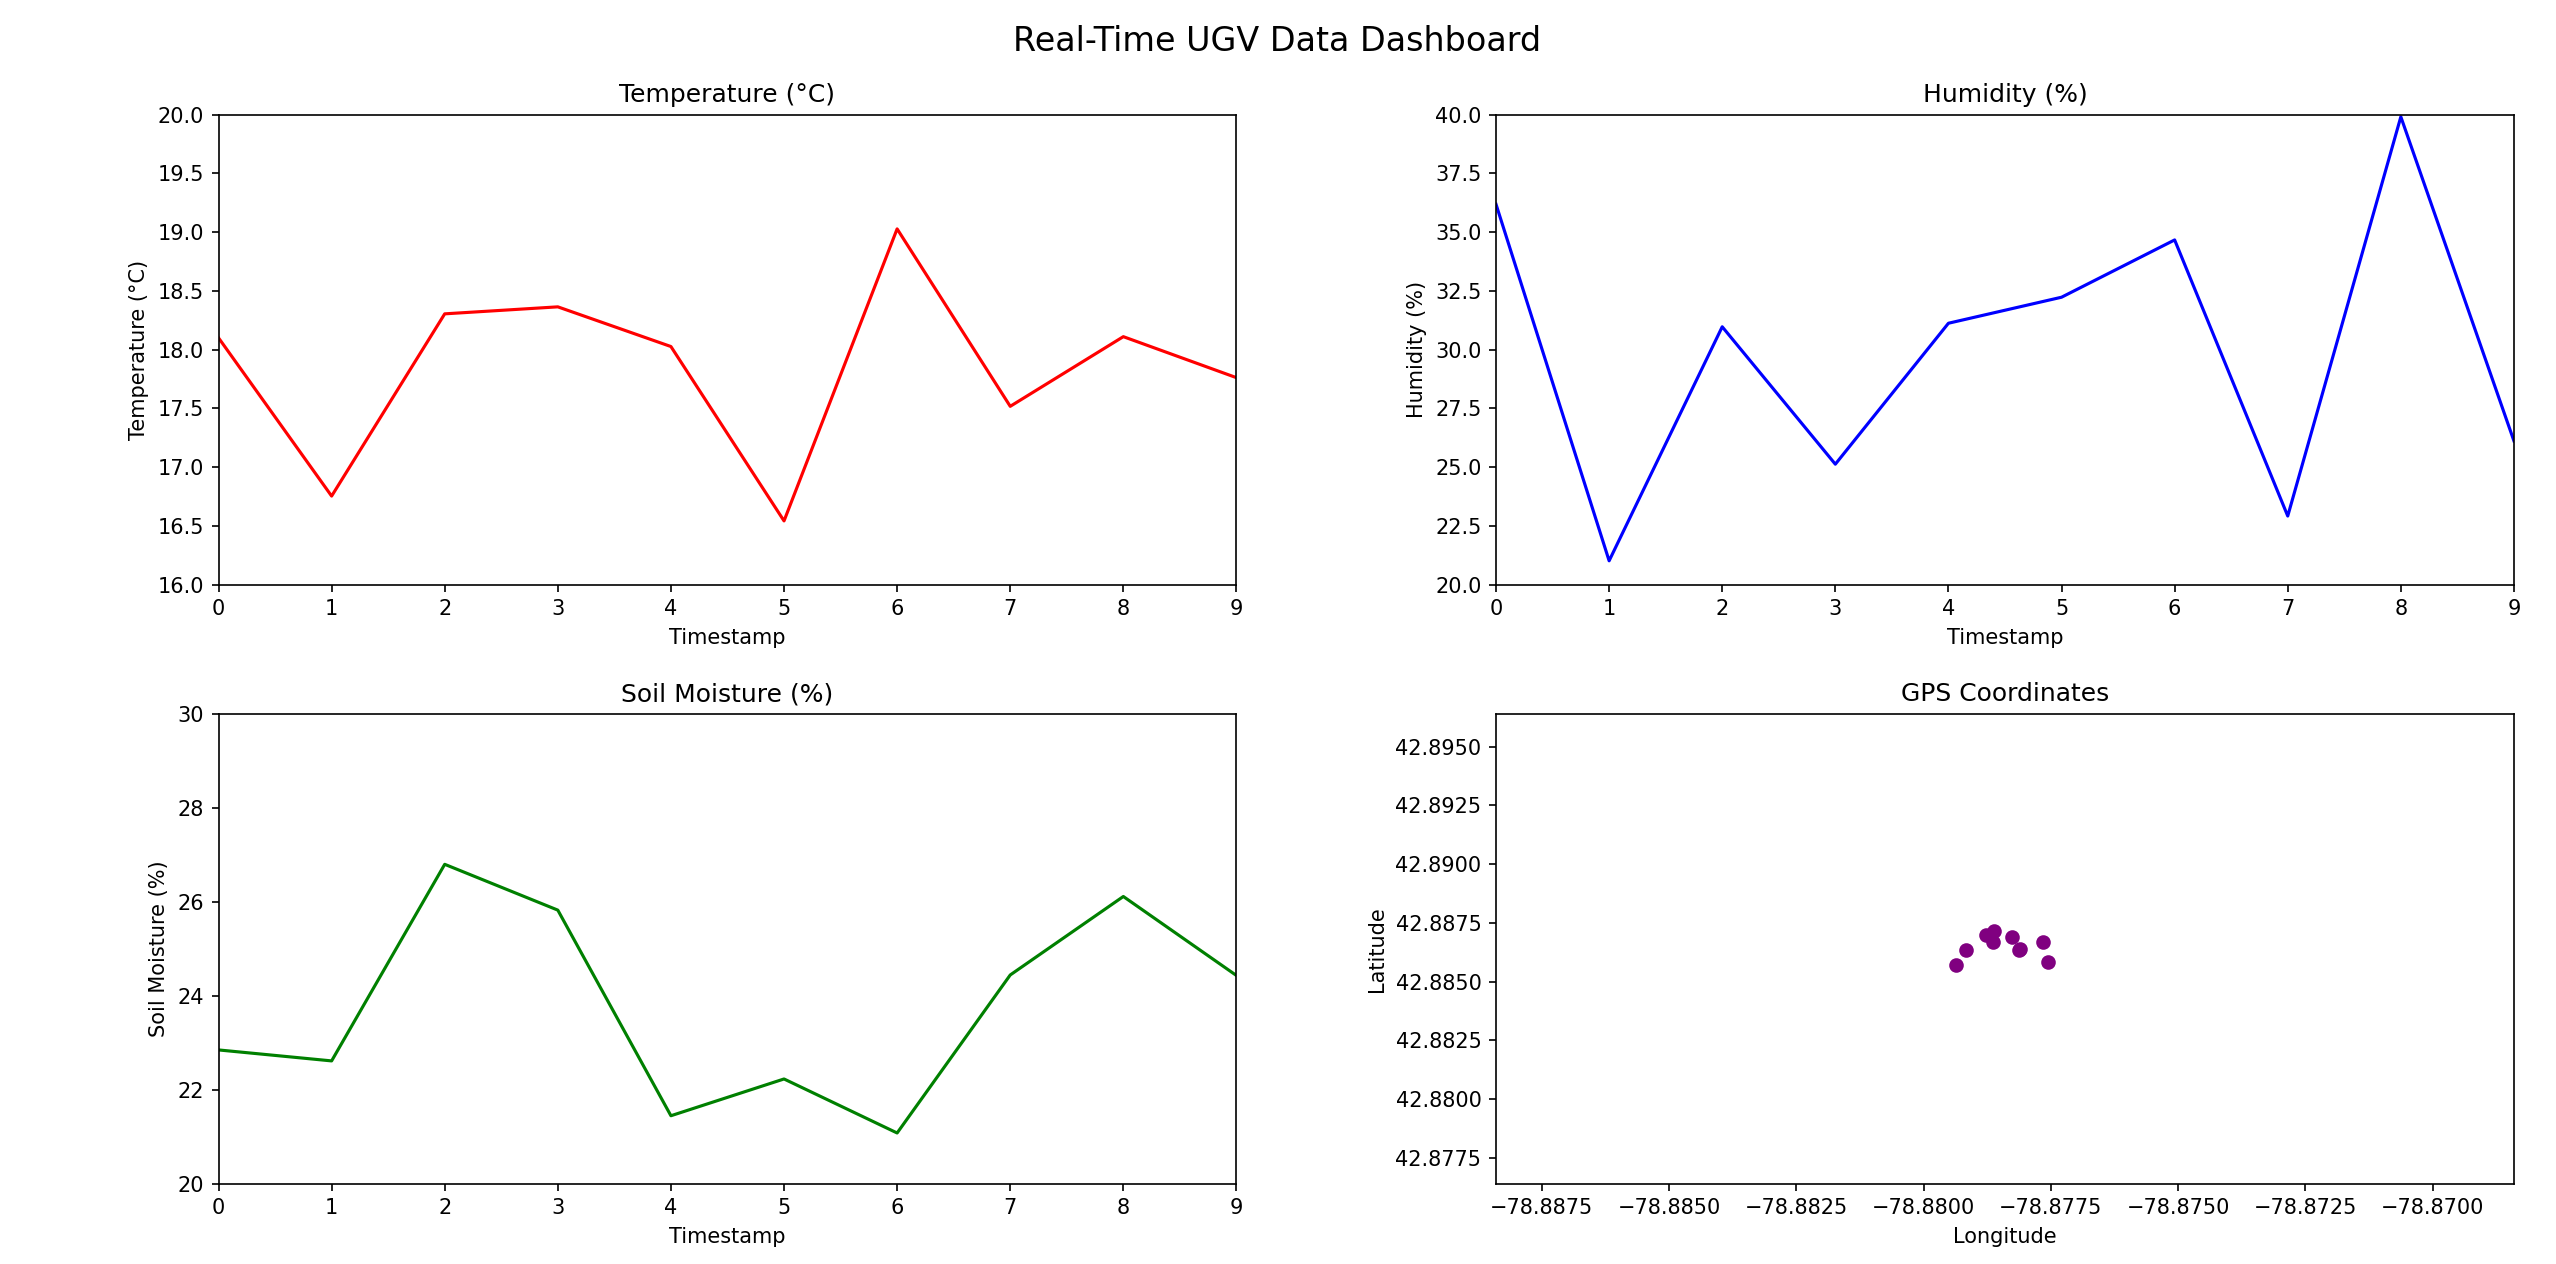 Real-Time UGV Data Dashboard
Temperature (°C)
Temperature (°C)
20.0
19.5
19.0
18.5
18.0
17.5
17.0
16.5
16.0
0 1 2 3 4 5 6 7 8 9
Timestamp
Humidity (%)
Humidity (%)
40.0
37.5
35.0
32.5
30.0
27.5
25.0
22.5
20.0
0 1 2 3 4 5 6 7 8 9
Timestamp
Soil Moisture (%)
Soil Moisture (%)
30
28
26
24
22
20
0 1 2 3 4 5 6 7 8 9
Timestamp
GPS Coordinates
Latitude
42.8950
42.8925
42.8900
42.8875
42.8850
42.8825
42.8800
42.8775
−78.8875 −78.8850 −78.8825 −78.8800 −78.8775 −78.8750 −78.8725 −78.8700
Longitude